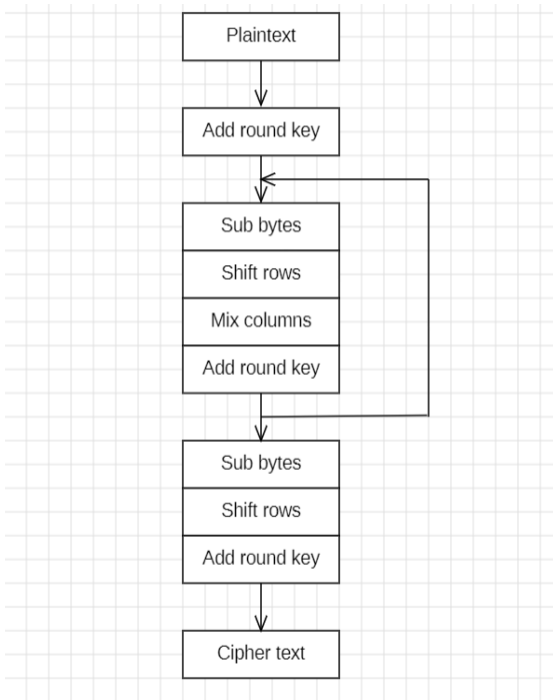 Plaintext
Add round key
Sub bytes
Shift rows
Mix columns
Add round key
Sub bytes
Shift rows
Add round key
Cipher text